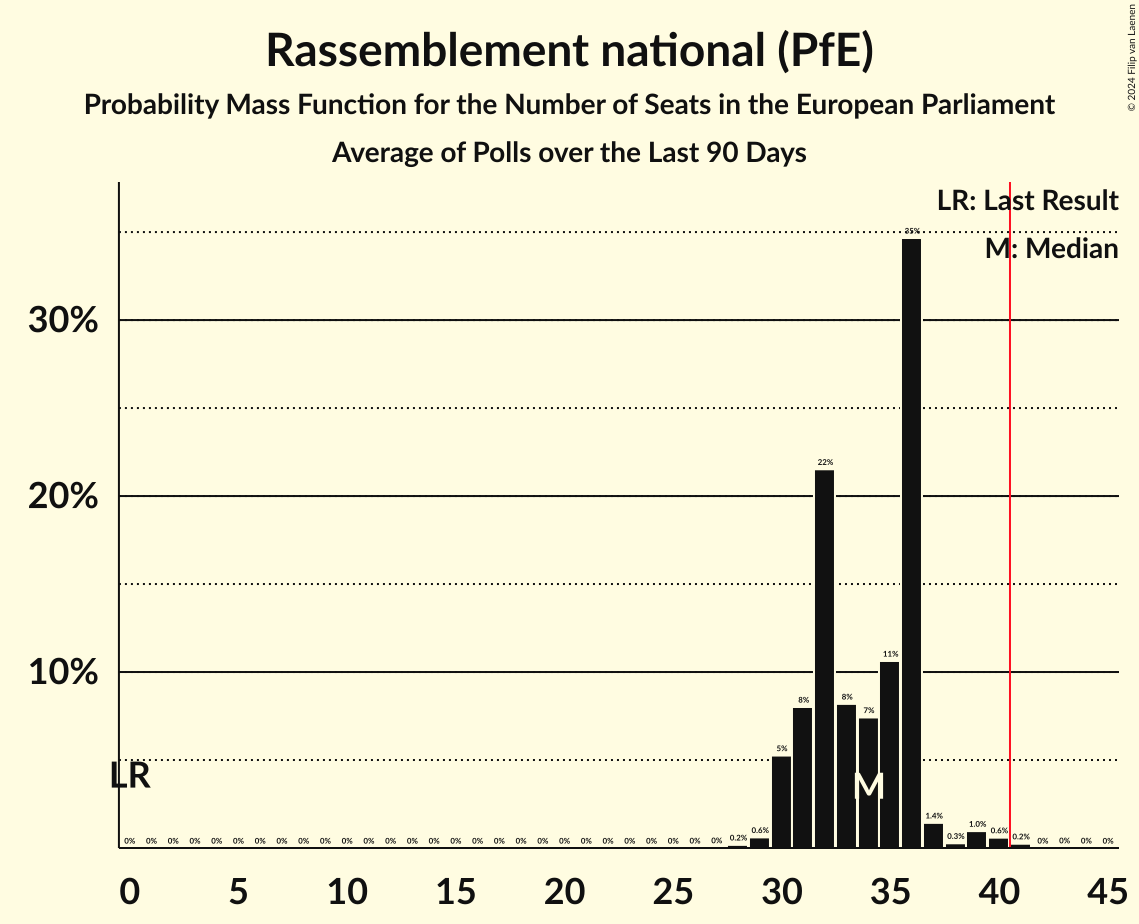 Rassemblement national (PfE)
Probability Mass Function for the Number of Seats in the European Parliament
Average of Polls over the Last 90 Days
© 2024 Filip van Laenen
LR: Last Result
M: Median
35%
30%
22%
20%
11%
10%
8%
8%
7%
5%
LR
M
1.4%
1.0%
0% 0% 0% 0% 0% 0% 0% 0% 0% 0% 0% 0% 0% 0% 0% 0% 0% 0% 0% 0% 0% 0% 0% 0% 0% 0% 0% 0% 0.2% 0.6% 0.3% 0.6% 0.2% 0% 0% 0% 0%
0 5 10 15 20 25 30 35 40 45